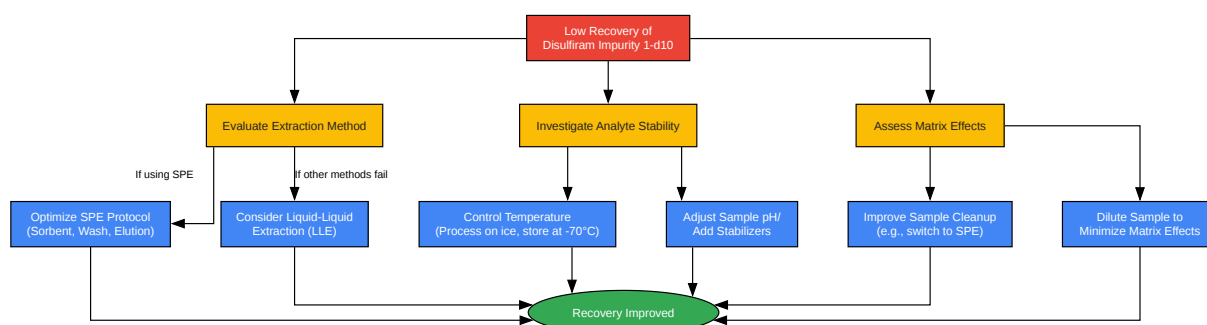 Low Recovery of
Disulfiram Impurity 1-d10
Evaluate Extraction Method
Investigate Analyte Stability
Assess Matrix Effects
If using SPE
If other methods fail
Optimize SPE Protocol
(Sorbent, Wash, Elution)
Consider Liquid-Liquid
Extraction (LLE)
Control Temperature
(Process on ice, store at -70°C)
Adjust Sample pH/
Add Stabilizers
Improve Sample Cleanup
(e.g., switch to SPE)
Dilute Sample to
Minimize Matrix Effects
Recovery Improved